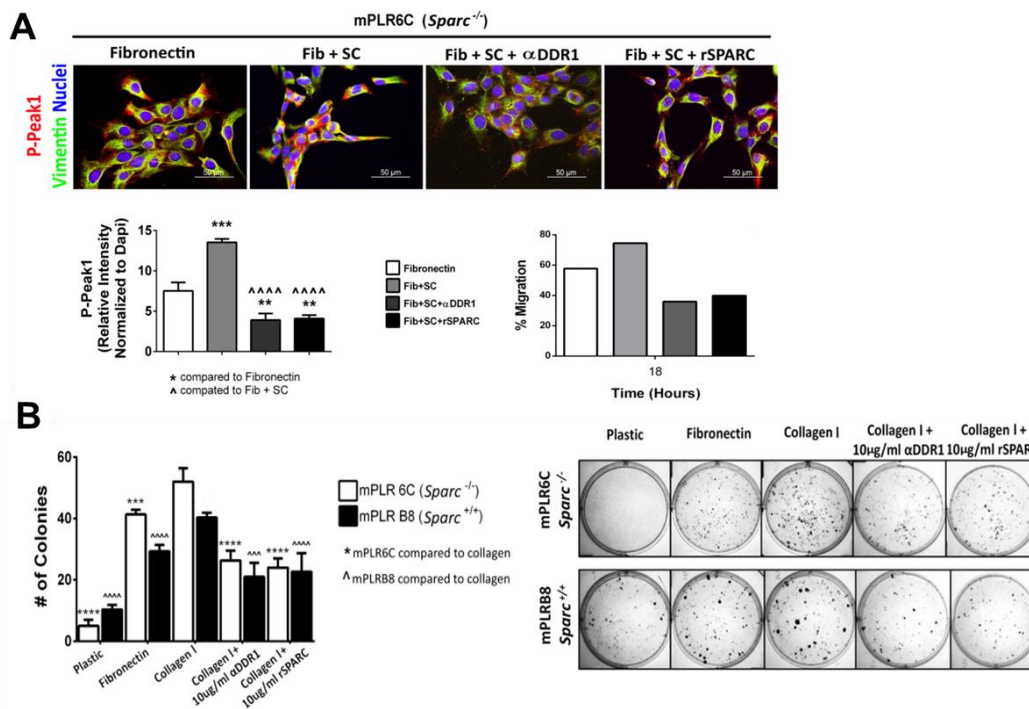 A
mPLR6C (Sparc-/-)
Fibronectin
Fib + SC
Fib + SC + αDDR1
Fib + SC + rSPARC
P-Peak1
Vimentin Nuclei
50 µm
50 µm
50 µm
50 µm
P-Peak1
(Relative Intensity
Normalized to Dapi)
15
10
5
0
***
^^^^
**
^^^^
**
* compared to Fibronectin
^ compated to Fib + SC
Fibronectin
Fib+SC
Fib+SC+αDDR1
Fib+SC+rSPARC
% Migration
80
60
40
20
0
18
Time (Hours)
B
# of Colonies
60
40
20
0
****
^^^^
***
^^^^
****
^^^
****
^^^^
Plastic
Fibronectin
Collagen I
Collagen I+
10ug/ml αDDR1
Collagen I+
10ug/ml rSPARC
mPLR 6C (Sparc-/-)
mPLR B8 (Sparc+/+)
*mPLR6C compared to collagen
^mPLRB8 compared to collagen
Plastic
Fibronectin
Collagen I
Collagen I +
10µg/ml αDDR1
Collagen I +
10µg/ml rSPAR
mPLR6C
Sparc-/-
mPLRB8
Sparc+/+